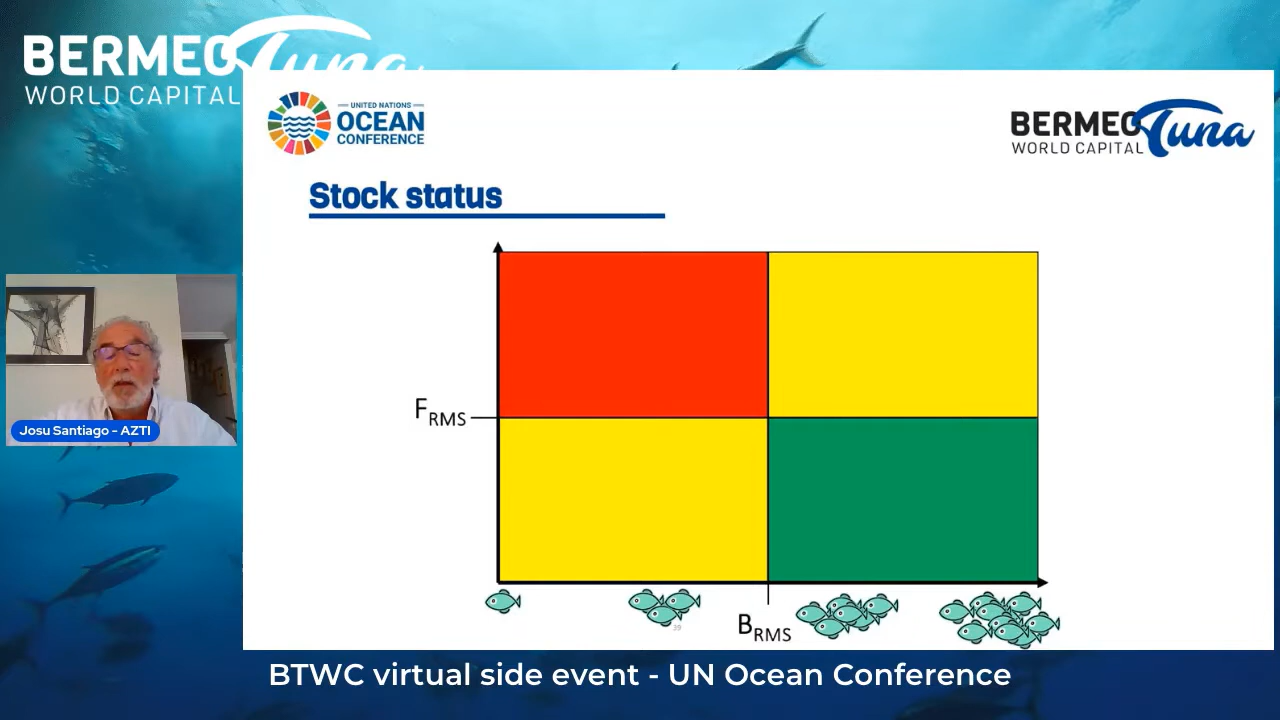 BERMEO Tuna
WORLD CAPITAL
UNITED NATIONS
OCEAN
CONFERENCE
BERMEO Tuna
WORLD CAPITAL
Stock status
FRMS
BRMS
39
Josu Santiago - AZTI
BTWC virtual side event - UN Ocean Conference